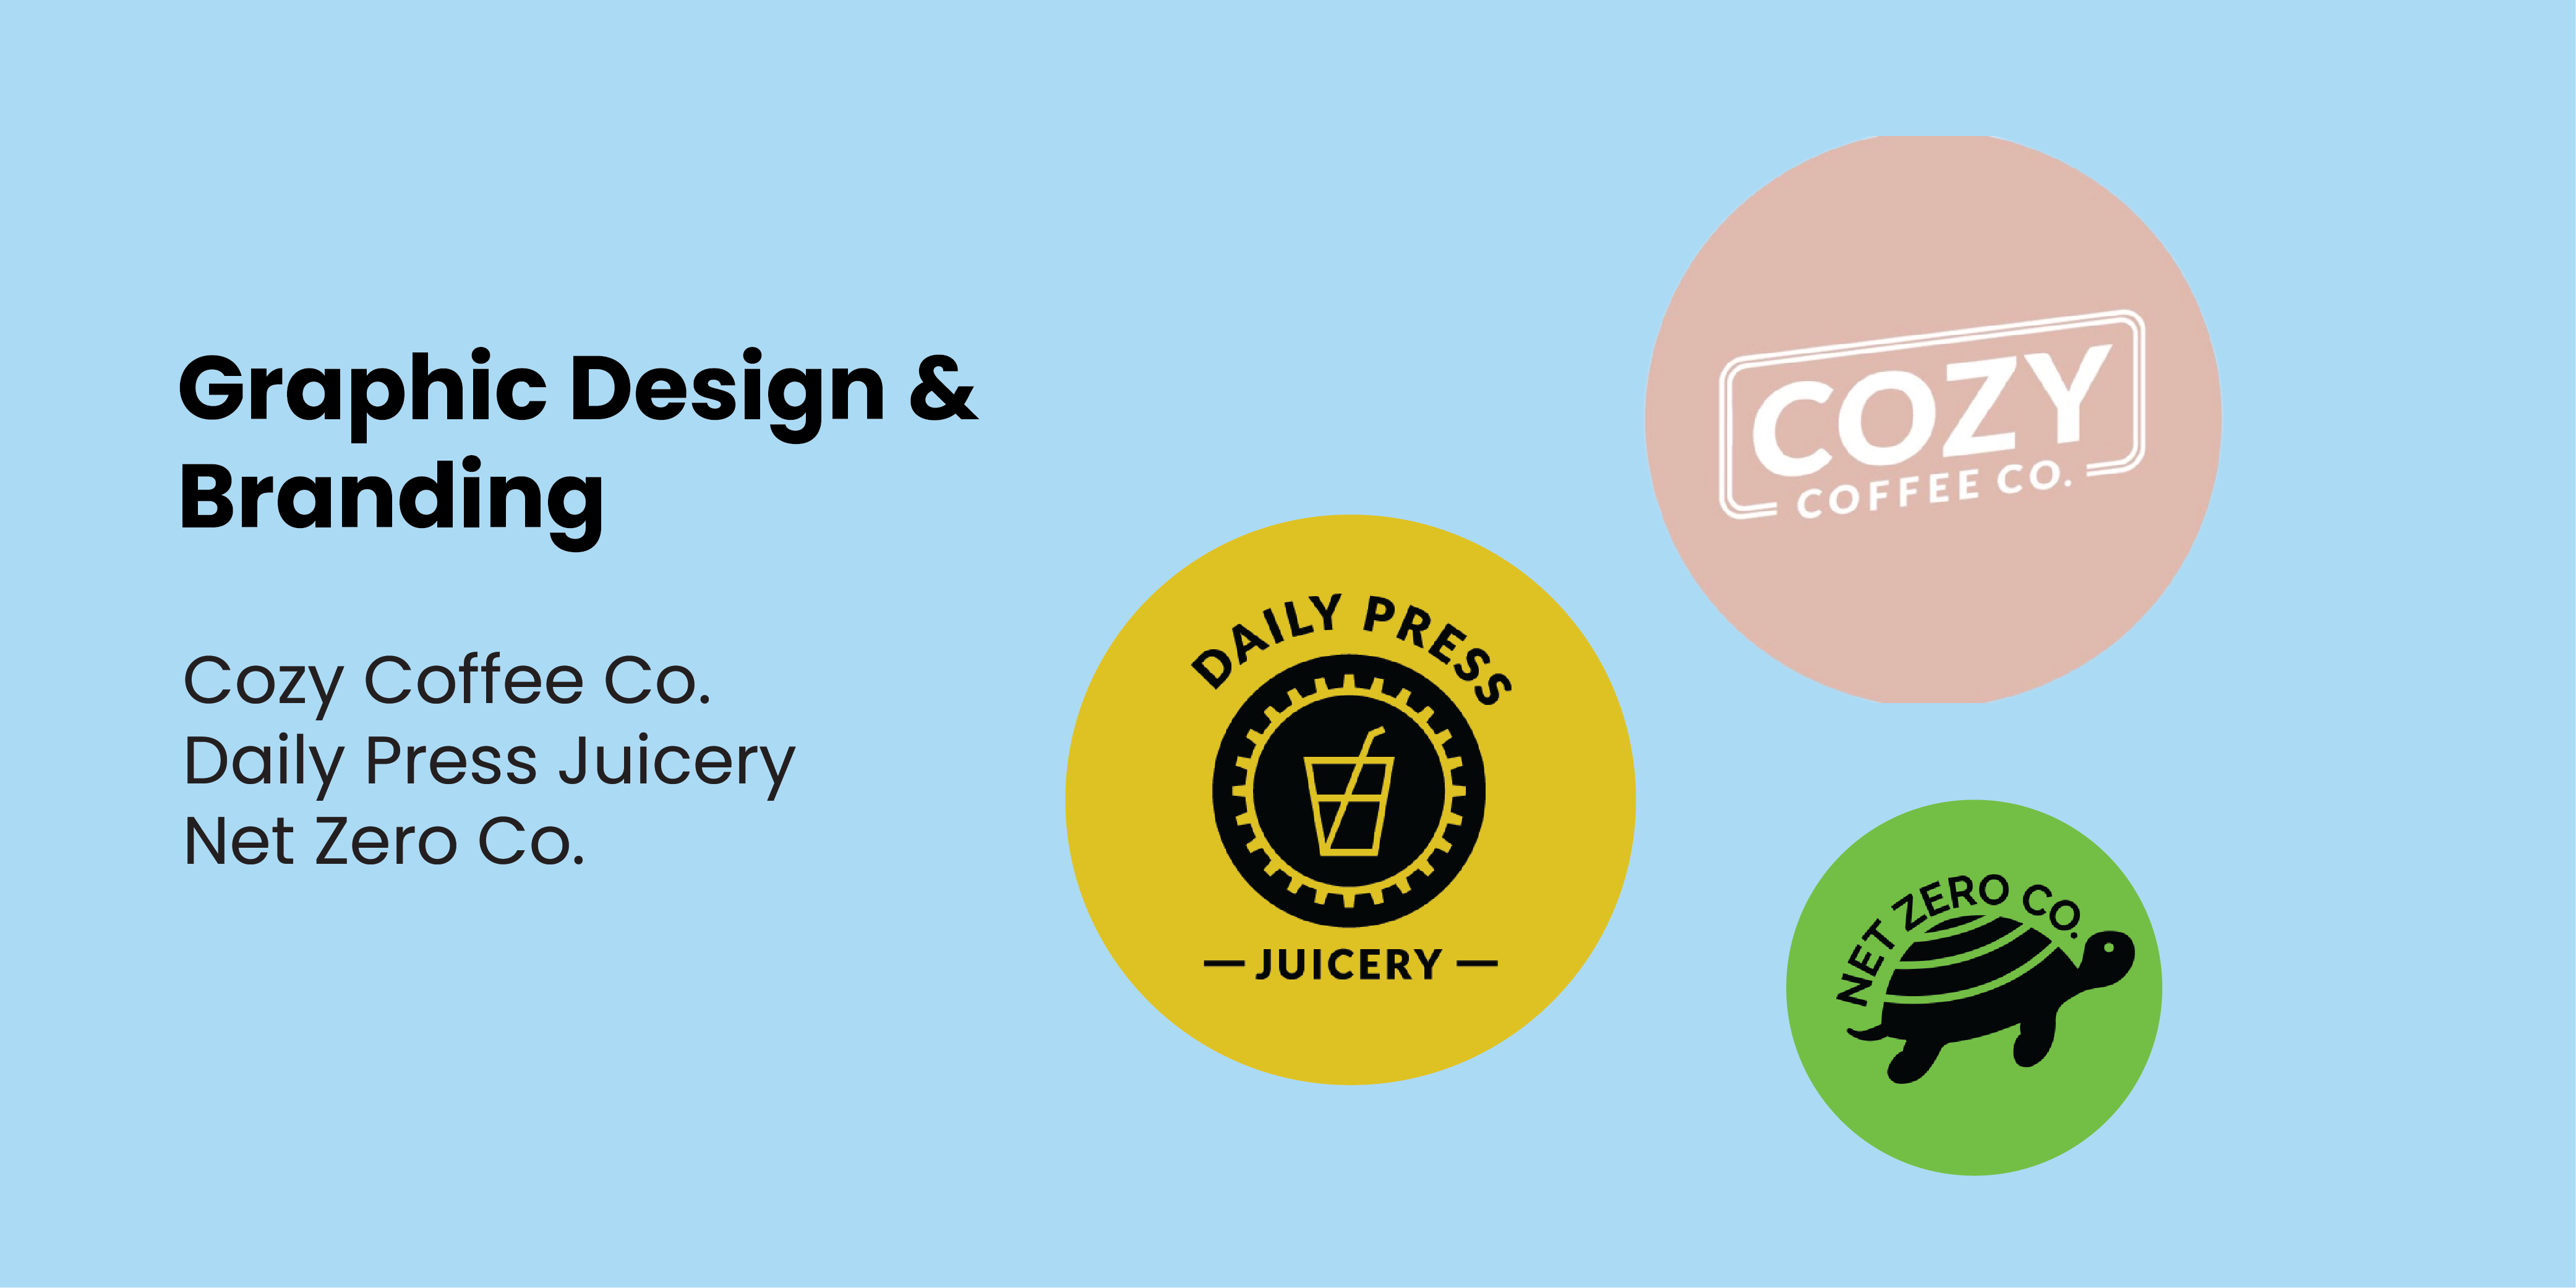 Graphic Design &
Branding
Cozy Coffee Co.
Daily Press Juicery
Net Zero Co.
COZY
COFFEE CO.
DAILY PRESS
JUICERY
NET ZERO CO.